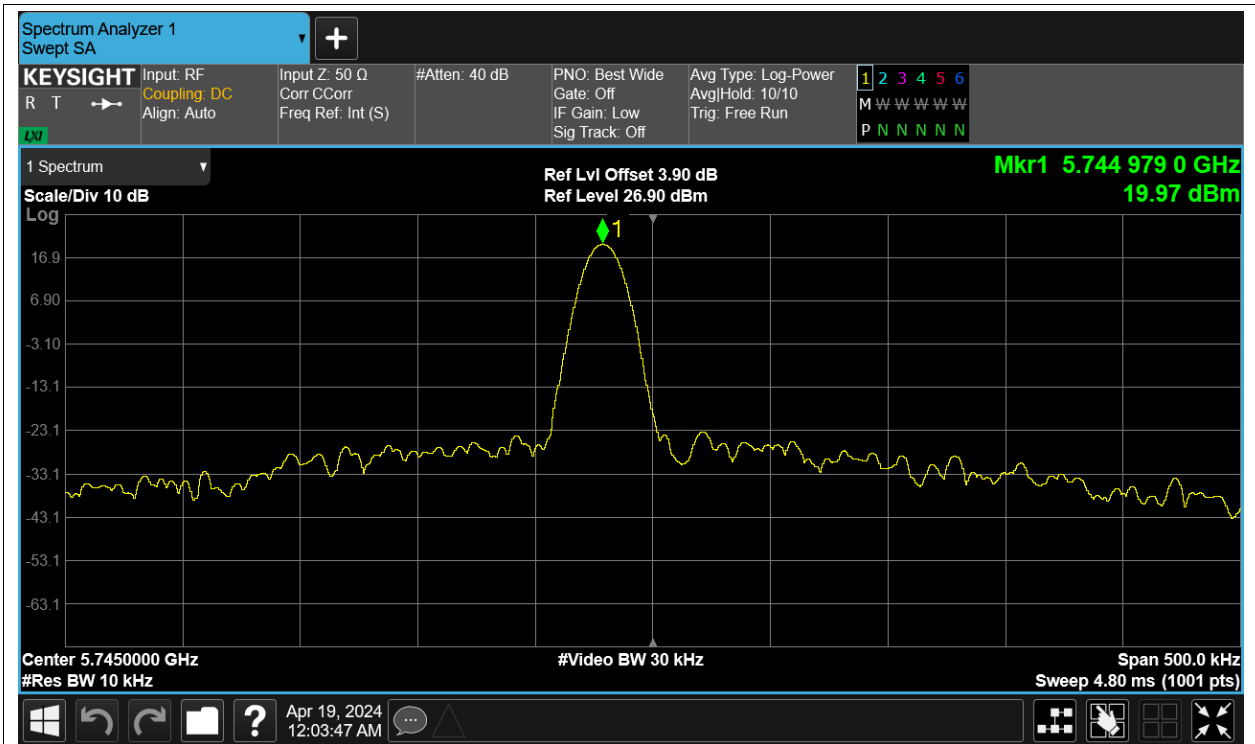 Spectrum Analyzer 1
Swept SA
KEYSIGHT
R T
LXI
Input: RF
Coupling: DC
Align: Auto
Input Z: 50 Ω
Corr CCorr
Freq Ref: Int (S)
#Atten: 40 dB
PNO: Best Wide
Gate: Off
IF Gain: Low
Sig Track: Off
Avg Type: Log-Power
Avg|Hold: 10/10
Trig: Free Run
1 2 3 4 5 6
M W W W W W
P N N N N N
1 Spectrum
Scale/Div 10 dB
Log
Ref Lvl Offset 3.90 dB
Ref Level 26.90 dBm
Mkr1 5.744 979 0 GHz
19.97 dBm
1
16.9
6.90
-3.10
-13.1
-23.1
-33.1
-43.1
-53.1
-63.1
Center 5.7450000 GHz
#Res BW 10 kHz
#Video BW 30 kHz
Span 500.0 kHz
Sweep 4.80 ms (1001 pts)
?
Apr 19, 2024
12:03:47 AM